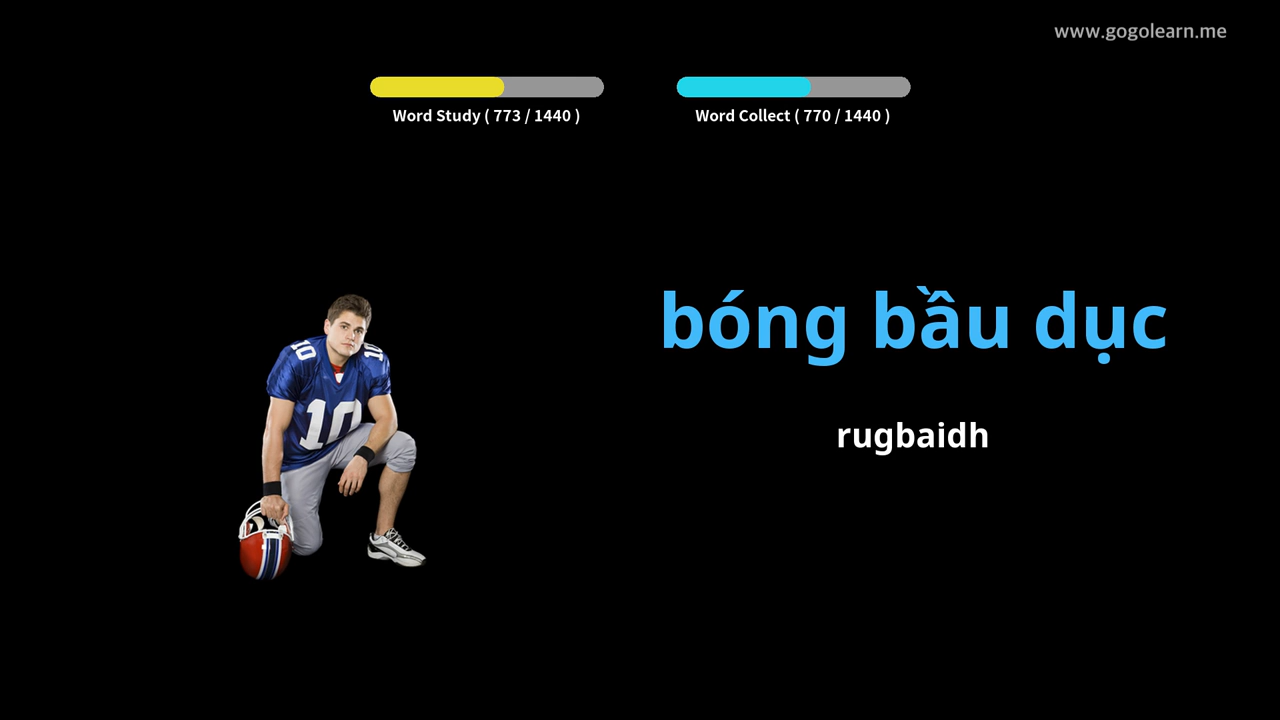 www.gogolearn.me
Word Study ( 773 / 1440 )
Word Collect ( 770 / 1440 )
bóng bầu dục
rugbaidh
10
10
10